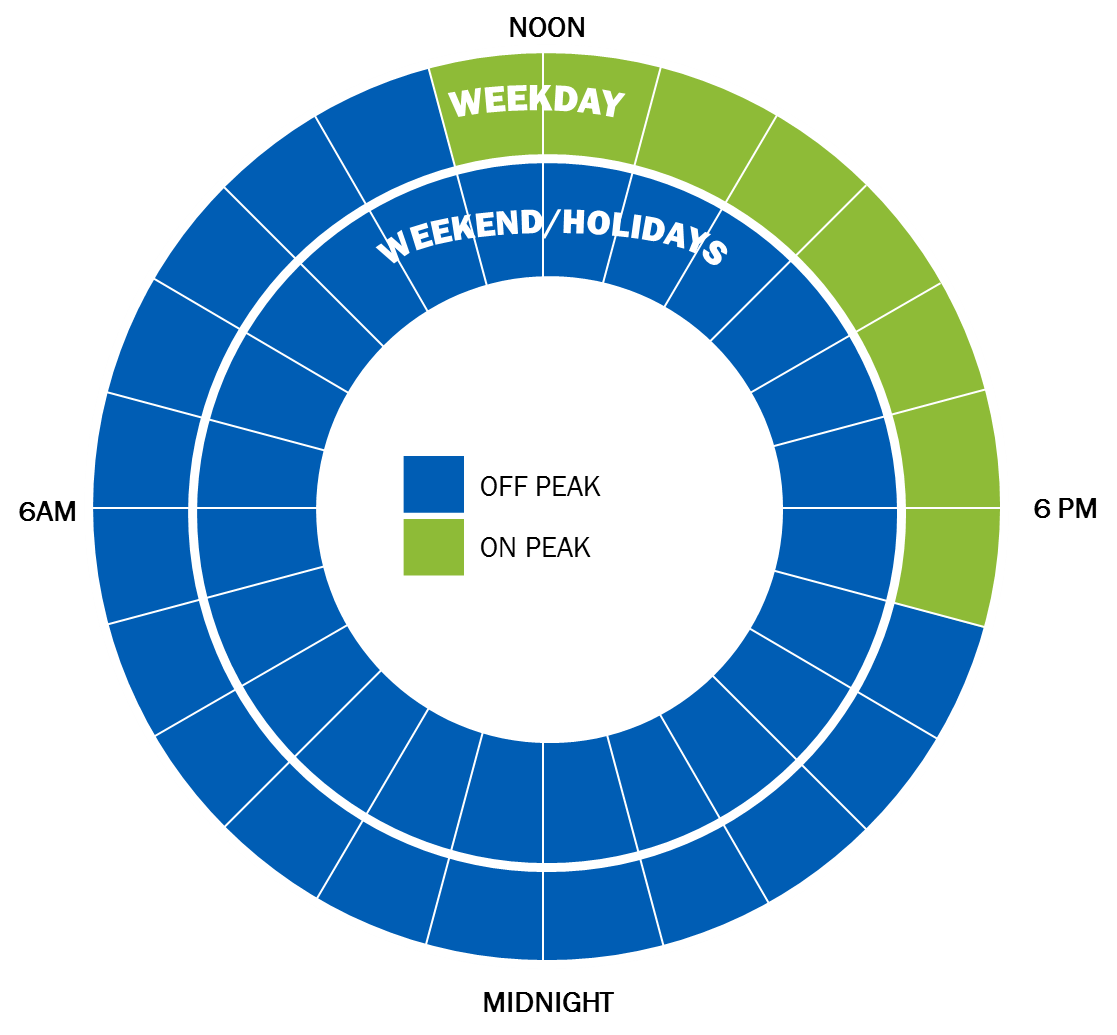 NOON
WEEKDAY
WEEKEND/HOLIDAYS
OFF PEAK
6AM
6 PM
ON PEAK
MIDNIGHT